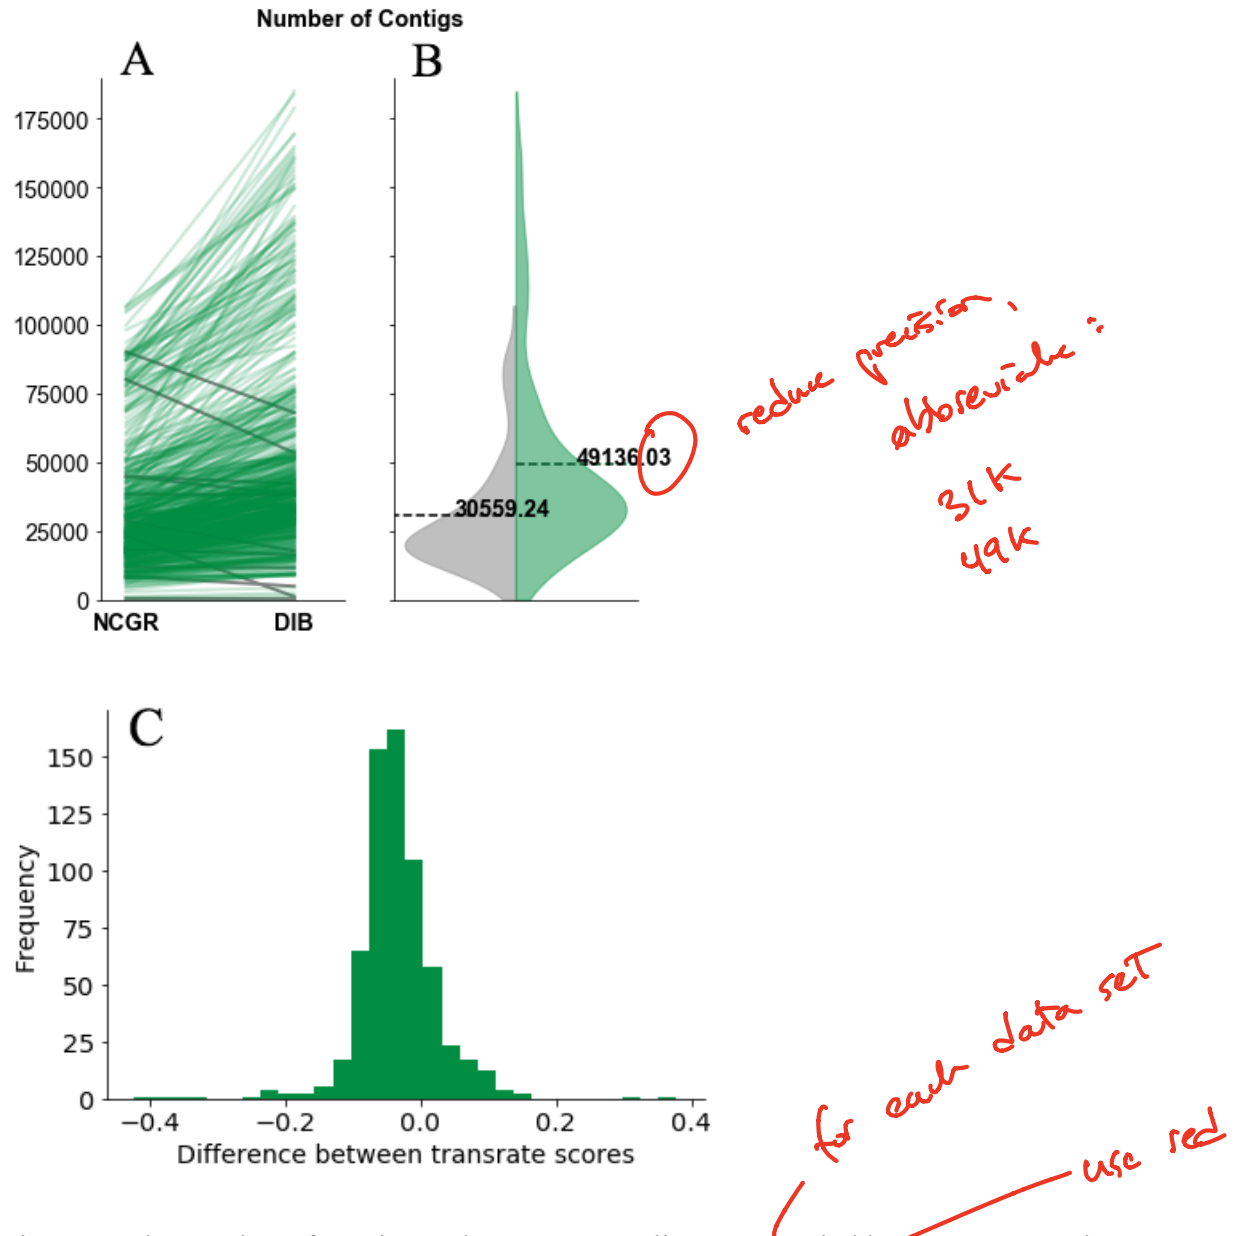 Number of Contigs
A
B
175000
150000
125000
100000
75000
50000
25000
0
NCGR
DIB
49136.03
30559.24
reduce precision,
abbreviate:
31K
49K
C
150
125
100
75
50
25
0
Frequency
−0.4
−0.2
0.0
0.2
0.4
Difference between transrate scores
for each data set
use red